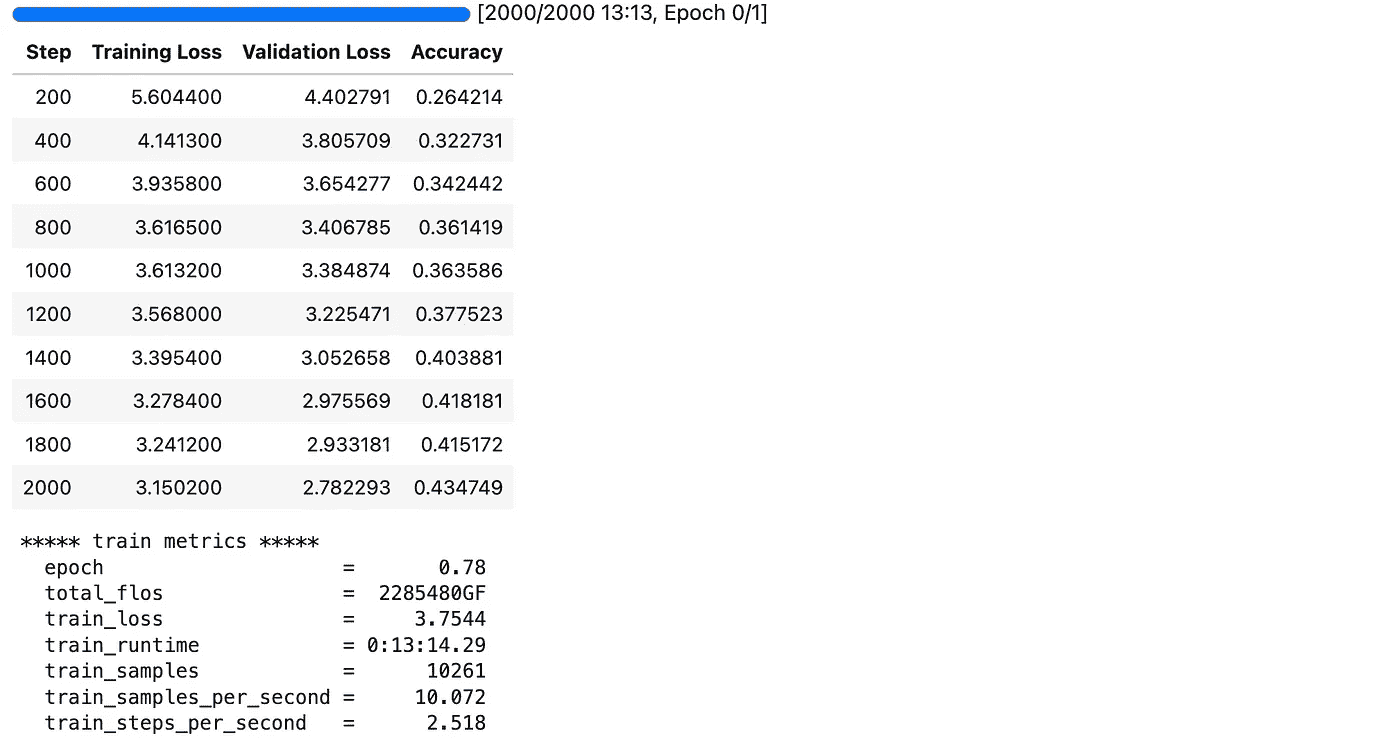 [2000/2000 13:13, Epoch 0/1]
Step Training Loss Validation Loss Accuracy
200 5.604400 4.402791 0.264214
400 4.141300 3.805709 0.322731
600 3.935800 3.654277 0.342442
800 3.616500 3.406785 0.361419
1000 3.613200 3.384874 0.363586
1200 3.568000 3.225471 0.377523
1400 3.395400 3.052658 0.403881
1600 3.278400 2.975569 0.418181
1800 3.241200 2.933181 0.415172
2000 3.150200 2.782293 0.434749
***** train metrics *****
epoch = 0.78
total_flos = 2285480GF
train_loss = 3.7544
train_runtime = 0:13:14.29
train_samples = 10261
train_samples_per_second = 10.072
train_steps_per_second = 2.518